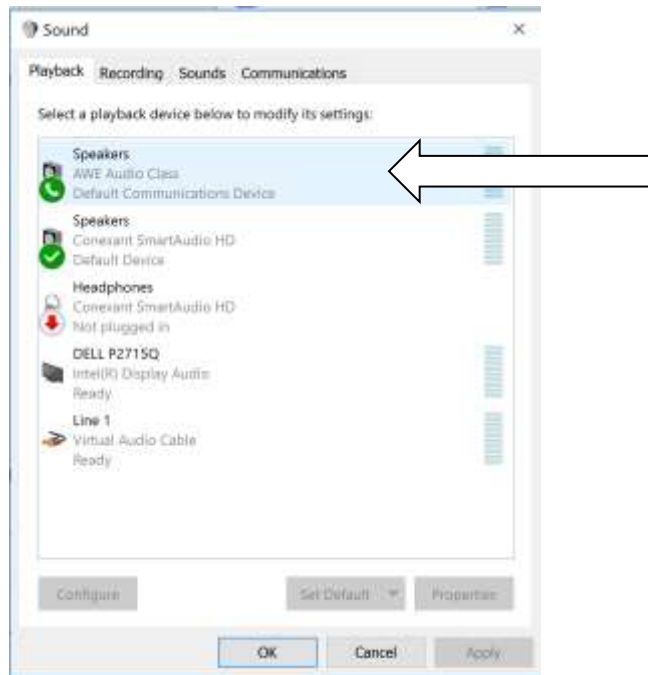 Sound
Playback Recording Sounds Communications
Select a playback device below to modify its settings:
Speakers
AWE Audio Class
Default Communications Device
Speakers
Conexant SmartAudio HD
Default Device
Headphones
Conexant SmartAudio HD
Not plugged in
DELL P2715Q
Intel(R) Display Audio
Ready
Line 1
Virtual Audio Cable
Ready
Configure Set Default Properties
OK Cancel Apply